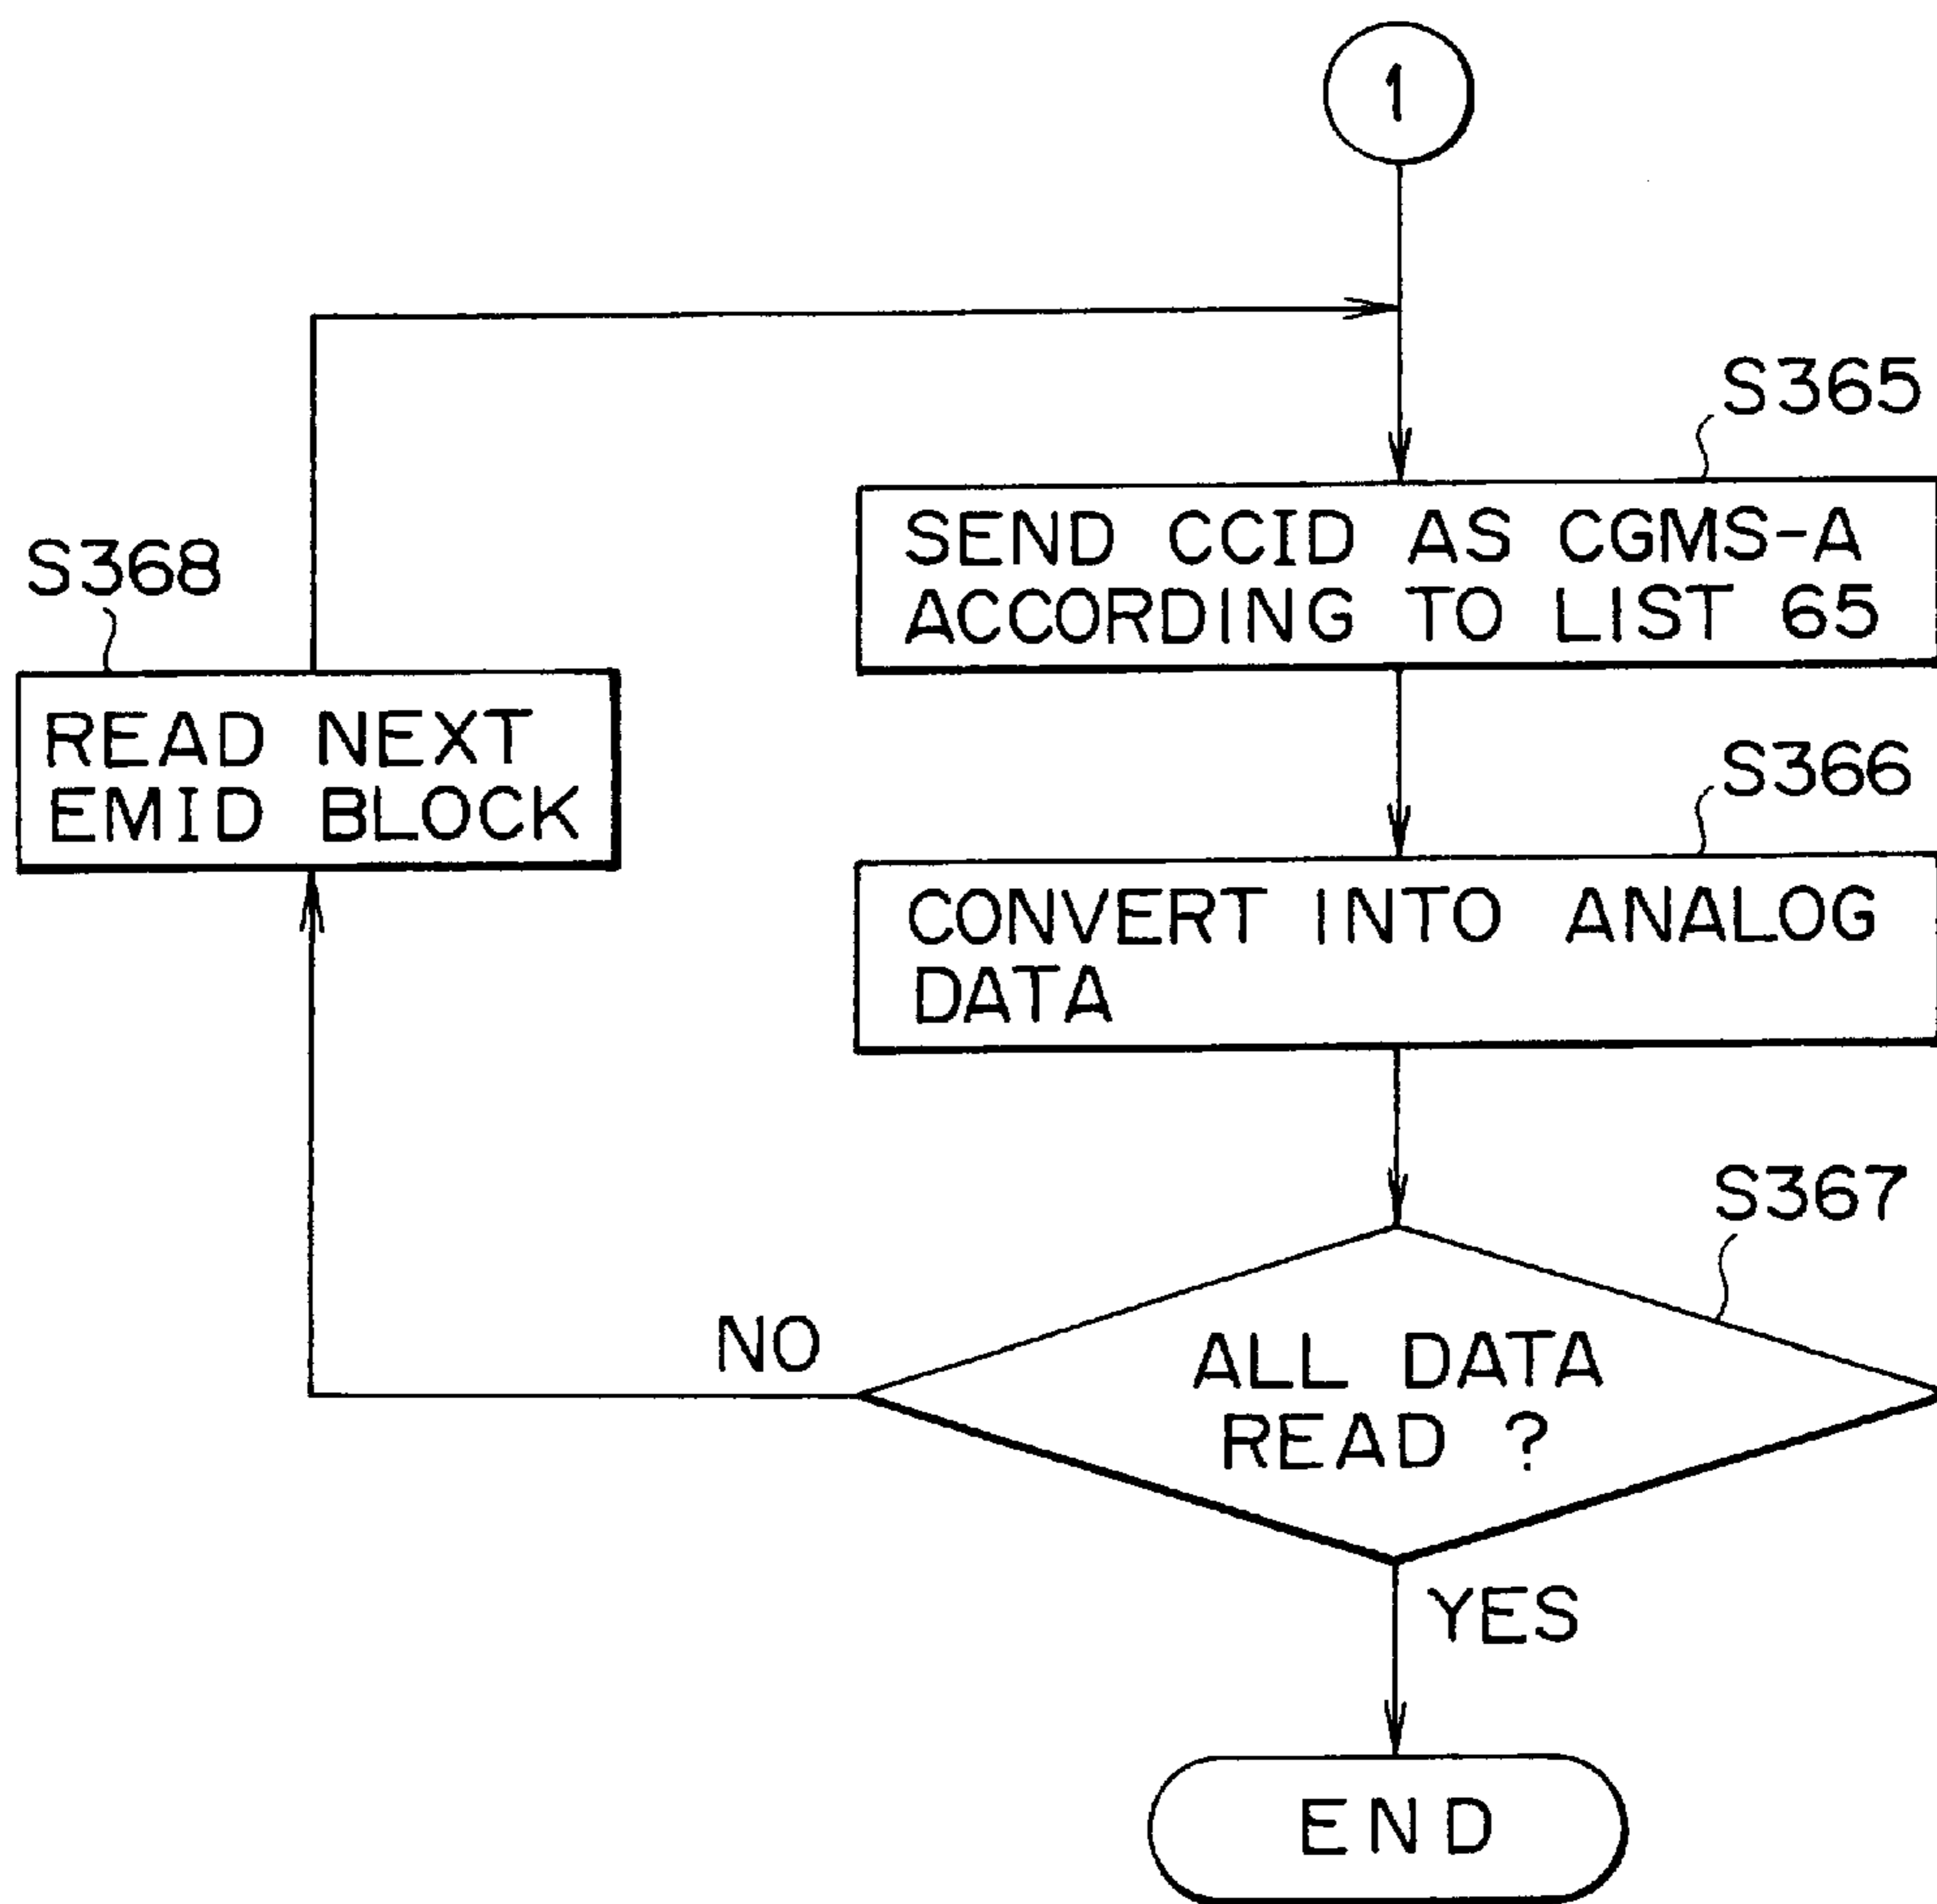 1
S365
SEND CCID AS CGMS-A
ACCORDING TO LIST 65
S368
READ NEXT
EMID BLOCK
S366
CONVERT INTO ANALOG
DATA
S367
NO
ALL DATA
READ ?
YES
END